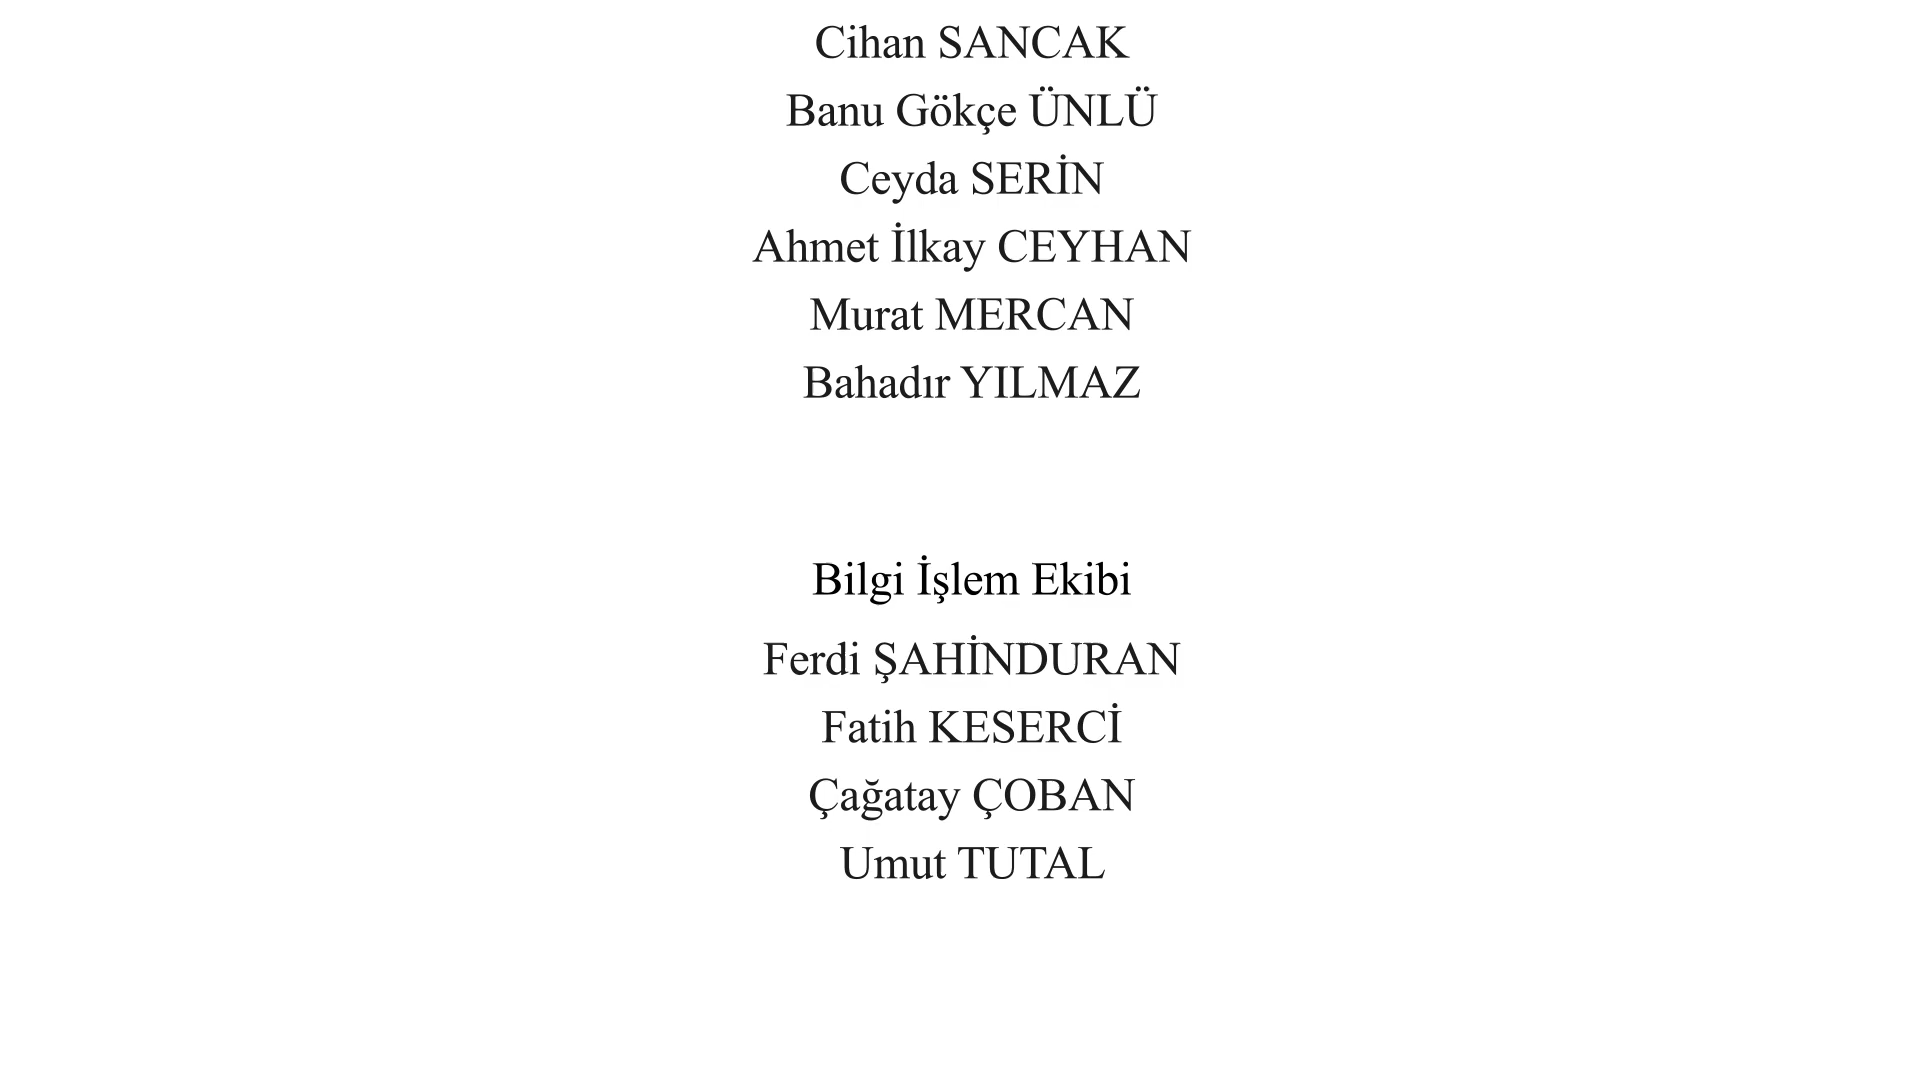 Cihan SANCAK
Banu Gökçe ÜNLÜ
Ceyda SERİN
Ahmet İlkay CEYHAN
Murat MERCAN
Bahadır YILMAZ
Bilgi İşlem Ekibi
Ferdi ŞAHİNDURAN
Fatih KESERCİ
Çağatay ÇOBAN
Umut TUTAL